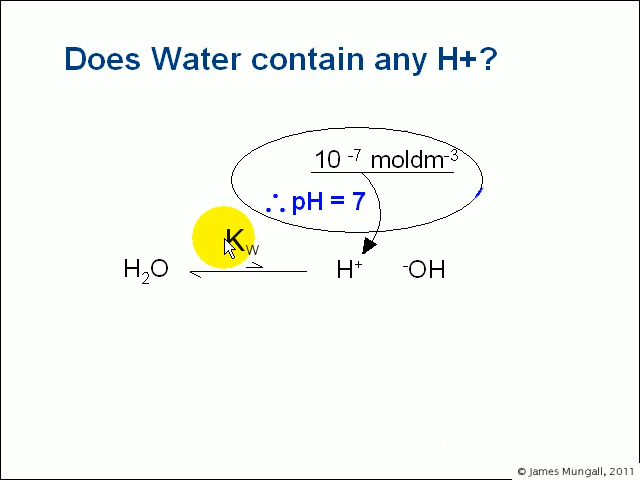 Does Water contain any H+?
10 ⁻⁷ moldm⁻³
∴ pH = 7
Kw
H₂O ⇌ H⁺ ⁻OH
© James Mungall, 2011